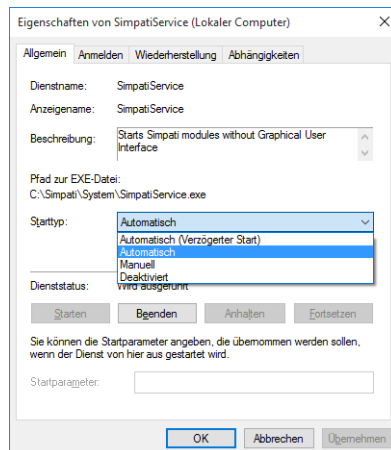 Eigenschaften von SimpatiService (Lokaler Computer)
Allgemein Anmelden Wiederherstellung Abhängigkeiten
Dienstname: SimpatiService
Anzeigename: SimpatiService
Beschreibung: Starts Simpati modules without Graphical User
Interface
Pfad zur EXE-Datei:
C:\Simpati\System\SimpatiService.exe
Starttyp: Automatisch
Automatisch (Verzögerter Start)
Automatisch
Manuell
Deaktiviert
Dienststatus: Wird ausgeführt
Starten Beenden Anhalten Fortsetzen
Sie können die Startparameter angeben, die übernommen werden sollen,
wenn der Dienst von hier aus gestartet wird.
Startparameter:
OK Abbrechen Übernehmen